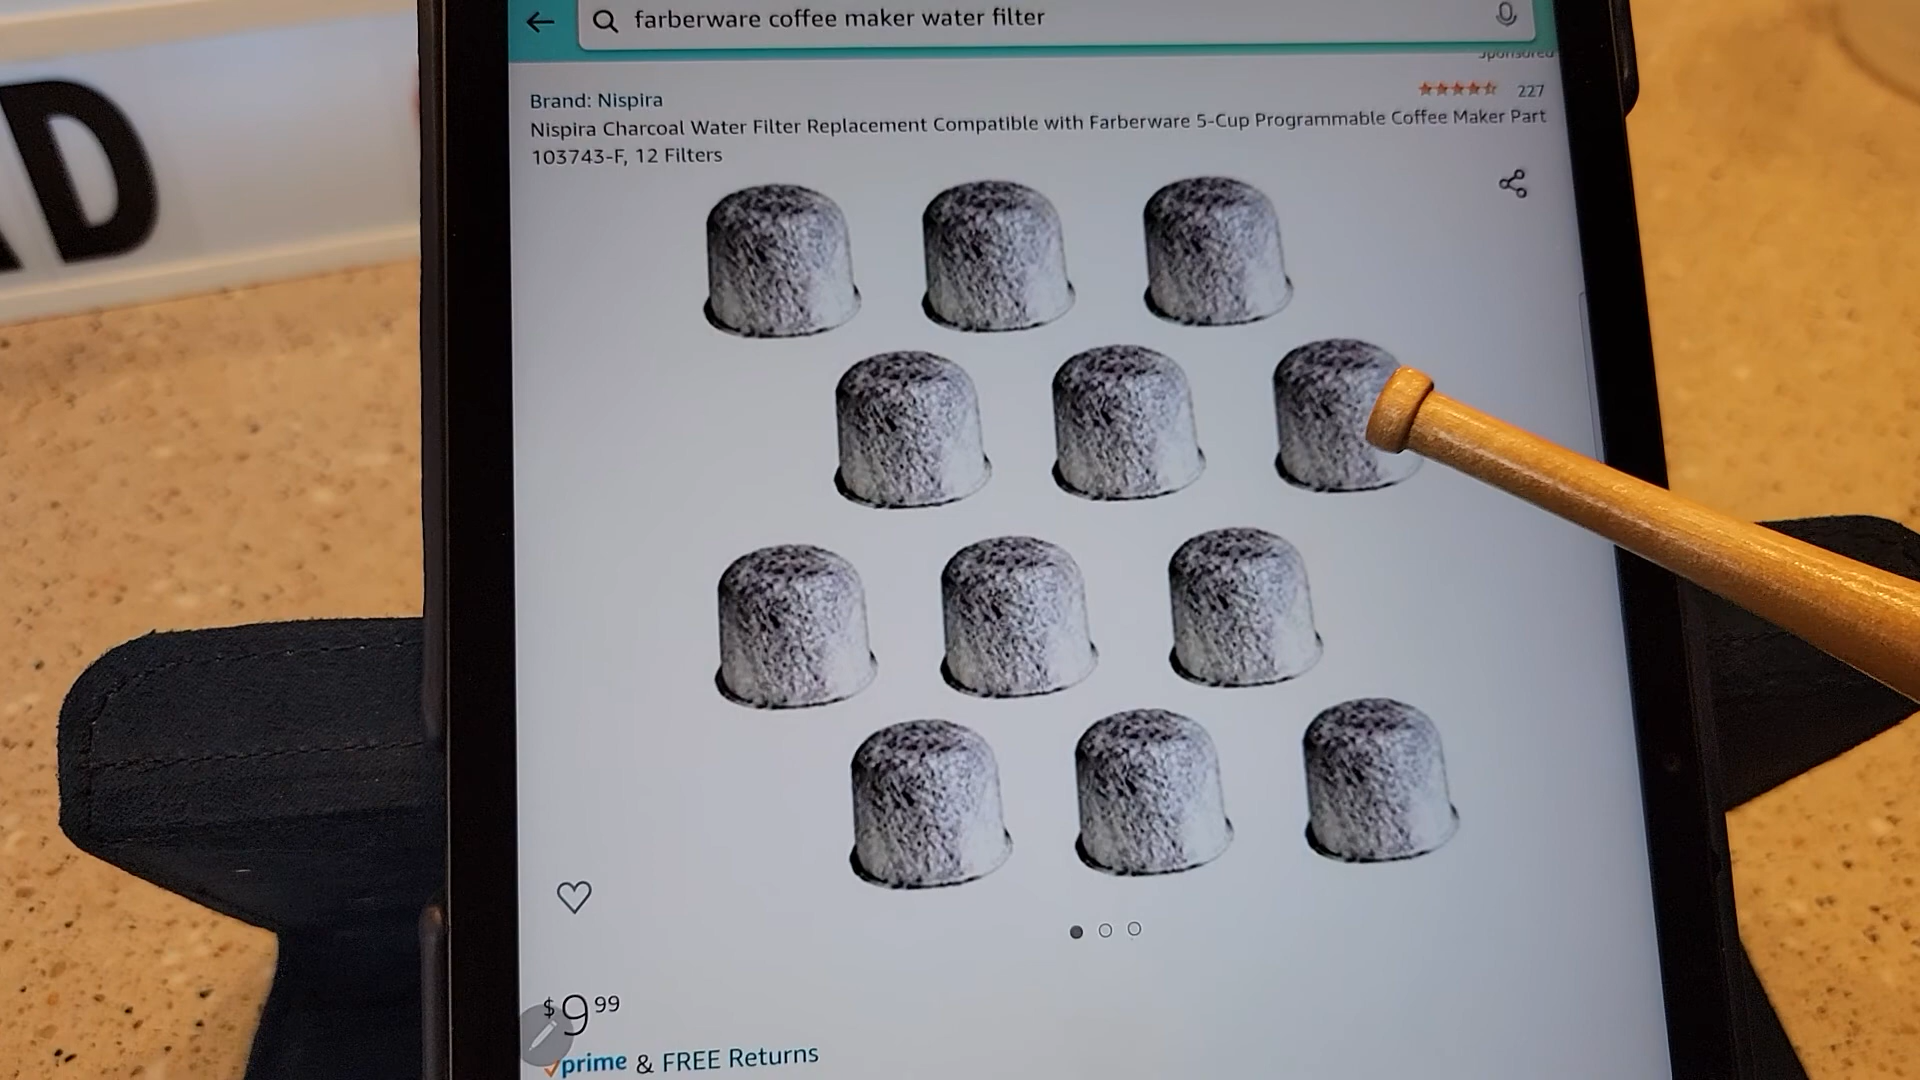 farberware coffee maker water filter
Sponsored
Brand: Nispira
227
Nispira Charcoal Water Filter Replacement Compatible with Farberware 5-Cup Programmable Coffee Maker Part
103743-F, 12 Filters
D
$9.99
prime & FREE Returns